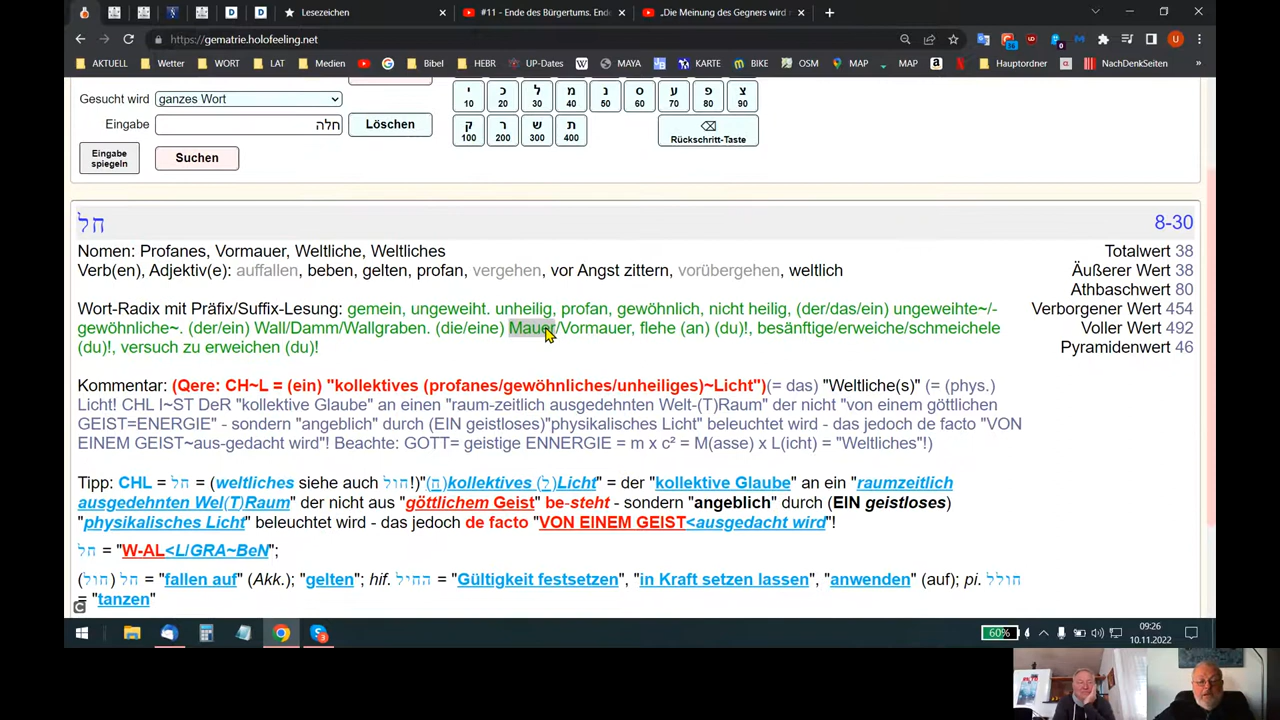 Lesezeichen
#11 - Ende des Bürgertums. Ende
„Die Meinung des Gegners wird
https://gematrie.holofeeling.net
AKTUELL Wetter WORT LAT Medien Bibel HEBR UP-Dates MAYA KARTE BIKE OSM MAP MAP Hauptordner NachDenkSeiten
Gesucht wird ganzes Wort
Eingabe חלה Löschen
Eingabe spiegeln Suchen
י כ ל מ נ ס ע פ צ
10 20 30 40 50 60 70 80 90
ק ר ש ת
100 200 300 400
Rückschritt-Taste
חל 8-30
Nomen: Profanes, Vormauer, Weltliche, Weltliches
Verb(en), Adjektiv(e): auffallen, beben, gelten, profan, vergehen, vor Angst zittern, vorübergehen, weltlich
Totalwert 38
Äußerer Wert 38
Athbaschwert 80
Verborgener Wert 454
Voller Wert 492
Pyramidenwert 46
Wort-Radix mit Präfix/Suffix-Lesung: gemein, ungeweiht. unheilig, profan, gewöhnlich, nicht heilig, (der/das/ein) ungeweihte~/-
gewöhnliche~. (der/ein) Wall/Damm/Wallgraben. (die/eine) Mauer/Vormauer, flehe (an) (du)!, besänftige/erweiche/schmeichele
(du)!, versuch zu erweichen (du)!
Kommentar: (Qere: CH~L = (ein) "kollektives (profanes/gewöhnliches/unheiliges)~Licht")(= das) "Weltliche(s)" (= (phys.)
Licht! CHL I~ST DeR "kollektive Glaube" an einen "raum-zeitlich ausgedehnten Welt-(T)Raum" der nicht "von einem göttlichen
GEIST=ENERGIE" - sondern "angeblich" durch (EIN geistloses)"physikalisches Licht" beleuchtet wird - das jedoch de facto "VON
EINEM GEIST~aus-gedacht wird"! Beachte: GOTT= geistige ENNERGIE = m x c² = M(asse) x L(icht) = "Weltliches"!)
Tipp: CHL = חל = (weltliches siehe auch חול!)"(ח)kollektives (ל)Licht" = der "kollektive Glaube" an ein "raumzeitlich
ausgedehnten Wel(T)Raum" der nicht aus "göttlichem Geist" be-steht - sondern "angeblich" durch (EIN geistloses)
"physikalisches Licht" beleuchtet wird - das jedoch de facto "VON EINEM GEIST<ausgedacht wird"!
חל = "W-AL<L/GRA~BeN";
(חול) חל = "fallen auf" (Akk.); "gelten"; hif. החיל = "Gültigkeit festsetzen", "in Kraft setzen lassen", "anwenden" (auf); pi. חולל
= "tanzen"
60%
09:26
10.11.2022